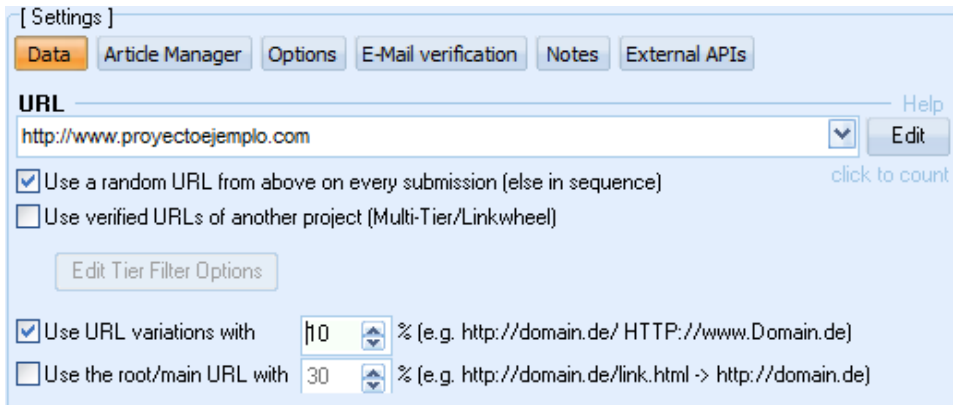 [ Settings ]
Data Article Manager Options E-Mail verification Notes External APIs
URL Help
http://www.proyectoejemplo.com Edit
Use a random URL from above on every submission (else in sequence) click to count
Use verified URLs of another project (Multi-Tier/Linkwheel)
Edit Tier Filter Options
Use URL variations with 10 % (e.g. http://domain.de/ HTTP://www.Domain.de)
Use the root/main URL with 30 % (e.g. http://domain.de/link.html -> http://domain.de)